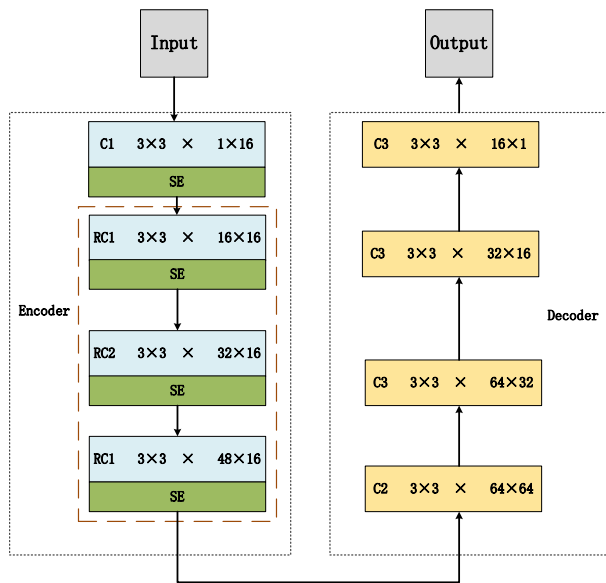 Input
C1 3×3 × 1×16
SE
RC1 3×3 × 16×16
SE
Encoder
RC2 3×3 × 32×16
SE
RC1 3×3 × 48×16
SE
Output
C3 3×3 × 16×1
C3 3×3 × 32×16
Decoder
C3 3×3 × 64×32
C2 3×3 × 64×64